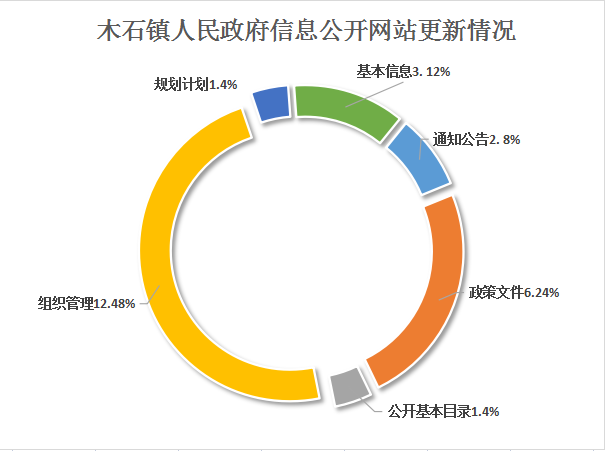 木石镇人民政府信息公开网站更新情况
规划计划1.4%
基本信息3.12%
通知公告2.8%
政策文件6.24%
组织管理12.48%
公开基本目录1.4%